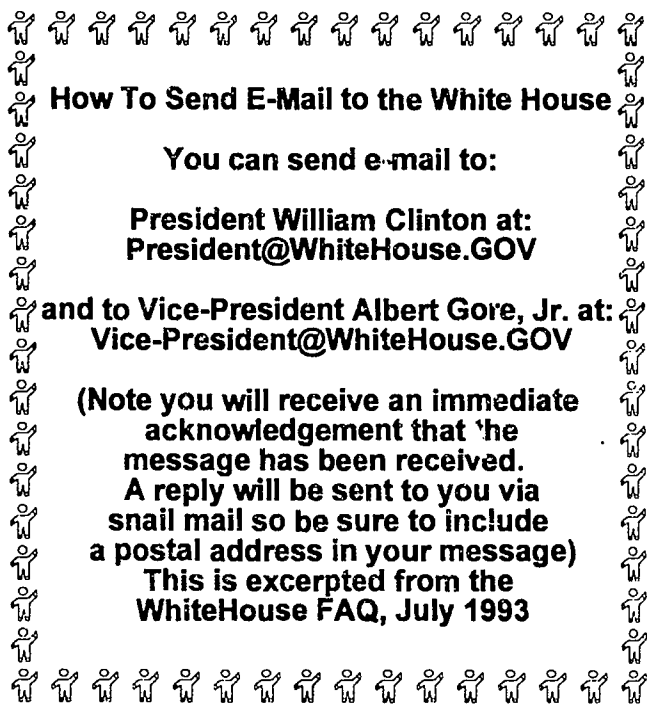 How To Send E-Mail to the White House
You can send e-mail to:
President William Clinton at:
President@WhiteHouse.GOV
and to Vice-President Albert Gore, Jr. at:
Vice-President@WhiteHouse.GOV
(Note you will receive an immediate
acknowledgement that the
message has been received.
A reply will be sent to you via
snail mail so be sure to include
a postal address in your message)
This is excerpted from the
WhiteHouse FAQ, July 1993